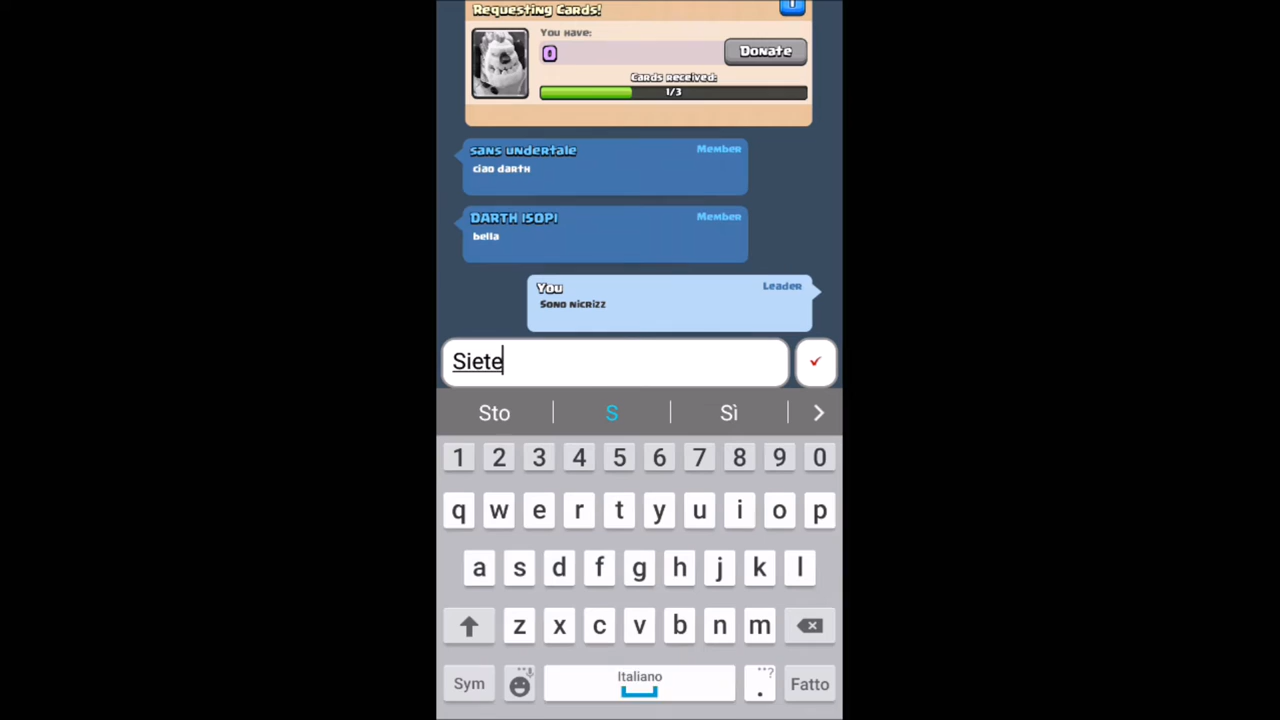 Requesting Cards!
You have:
0
Donate
Cards received:
1/3
sans undertale
Member
ciao darth
DARTH ISOPI
Member
bella
You
Leader
Sono nicrizz
Siete
Sto
S
Sì
1 2 3 4 5 6 7 8 9 0
q w e r t y u i o p
a s d f g h j k l
z x c v b n m
Sym
Italiano
. ?
Fatto